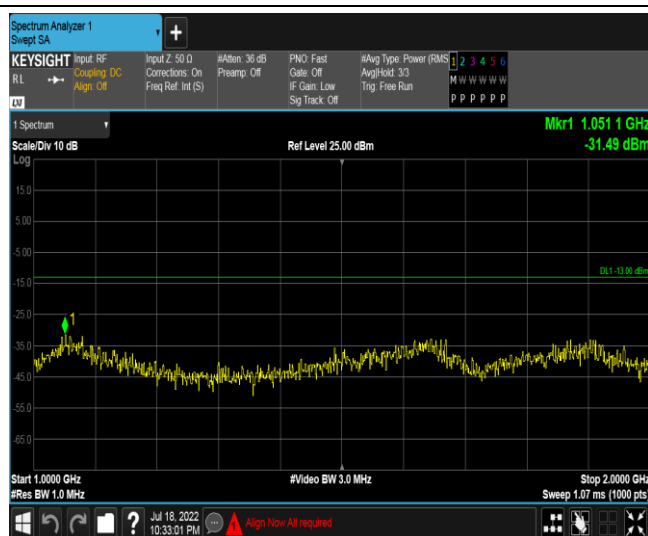 Spectrum Analyzer 1
Swept SA
+
KEYSIGHT
RL
LXI
Input: RF
Coupling: DC
Align: Off
Input Z: 50 Ω
Corrections: On
Freq Ref: Int (S)
#Atten: 36 dB
Preamp: Off
PNO: Fast
Gate: Off
IF Gain: Low
Sig Track: Off
#Avg Type: Power (RMS
Avg|Hold: 3/3
Trig: Free Run
1 2 3 4 5 6
M W W W W W
P P P P P P
1 Spectrum
Mkr1 1.051 1 GHz
-31.49 dBm
Scale/Div 10 dB
Ref Level 25.00 dBm
Log
15.0
5.00
-5.00
DL1 -13.00 dBm
-15.0
-25.0
1
-35.0
-45.0
-55.0
-65.0
Start 1.0000 GHz
#Video BW 3.0 MHz
Stop 2.0000 GHz
#Res BW 1.0 MHz
Sweep 1.07 ms (1000 pts)
?
Jul 18, 2022
10:33:01 PM
Align Now All required